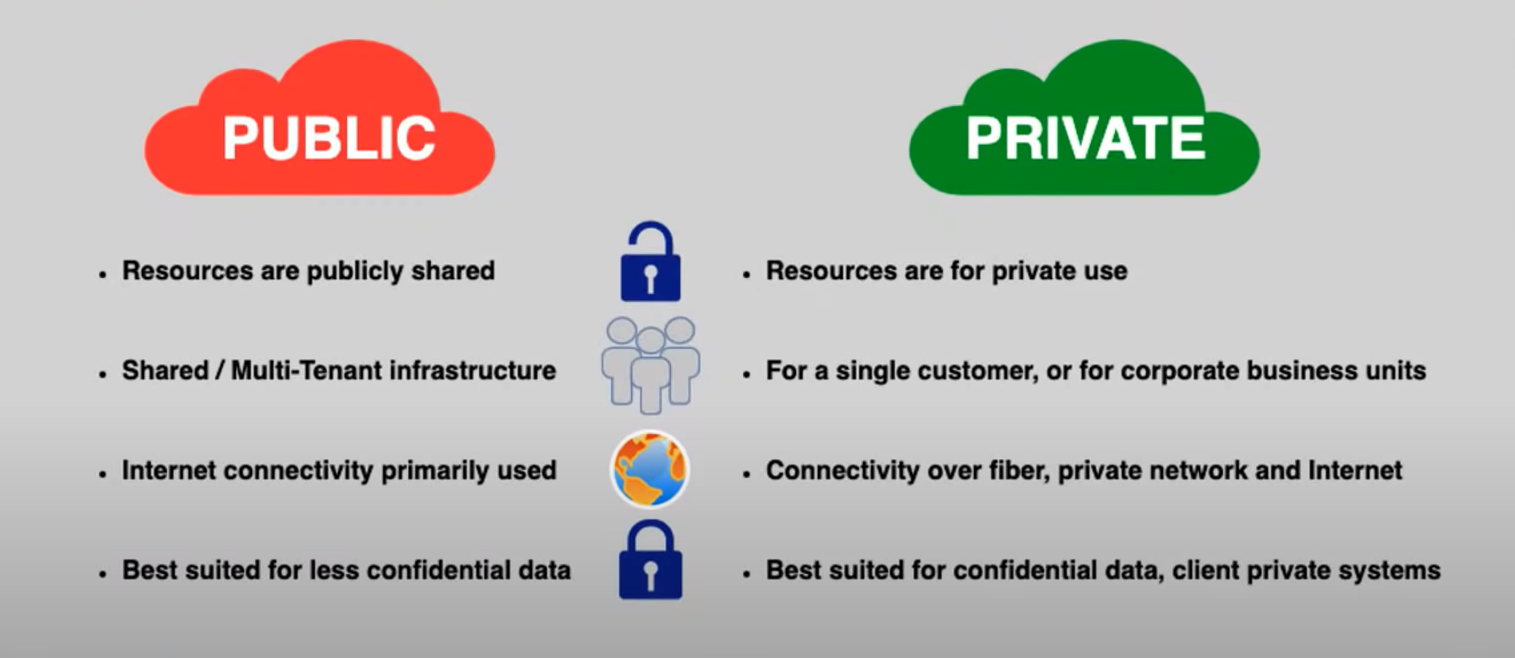 PUBLIC
PRIVATE
• Resources are publicly shared
• Resources are for private use
• Shared / Multi-Tenant infrastructure
• For a single customer, or for corporate business units
• Internet connectivity primarily used
• Connectivity over fiber, private network and Internet
• Best suited for less confidential data
• Best suited for confidential data, client private systems